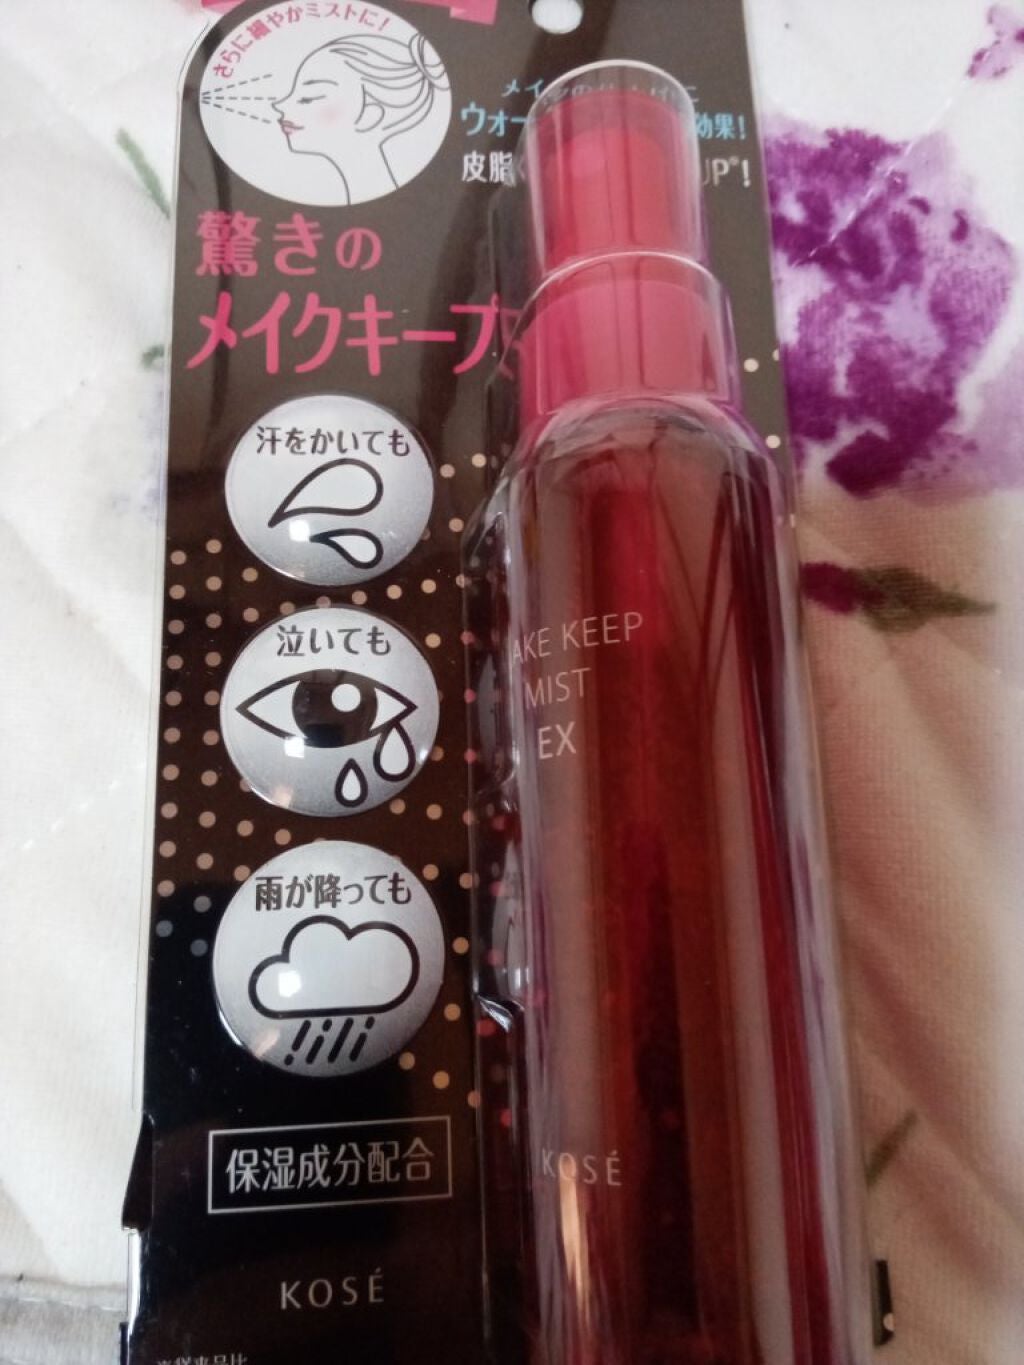 さらに細やかミストに!
メイ
ウォー
効果!
皮脂
UP*!
驚きの
メイクキープ
汗をかいても
泣いても
雨が降っても
保湿成分配合
KOSÉ
AKE KEEP
MIST
EX
KOSÉ